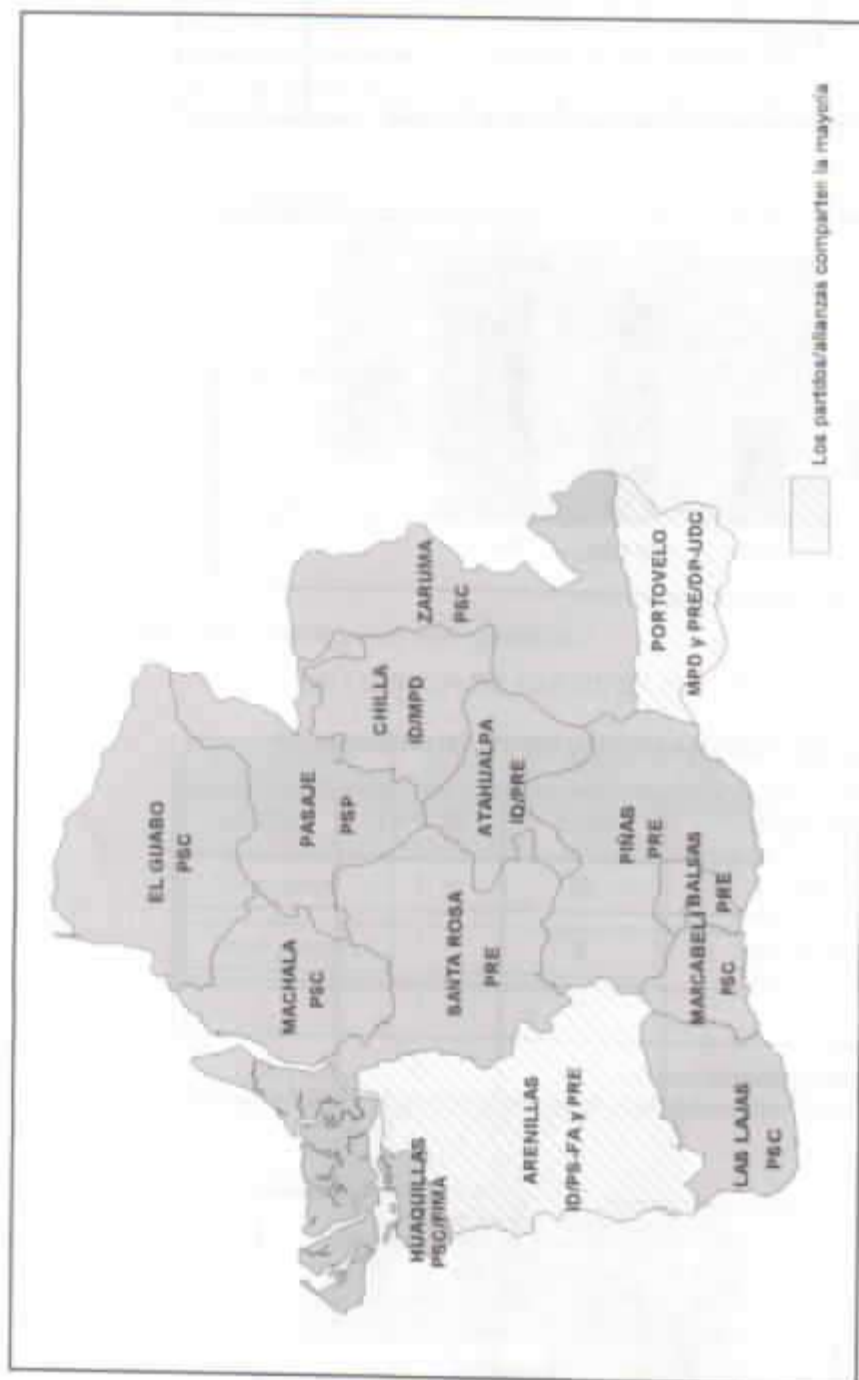 EL GUABO
PSC
MACHALA
PSC
PASAJE
PSP
ZARUMA
PSC
CHILLA
ID/MPD
HUAQUILLAS
PSC/FIMA
SANTA ROSA
PRE
ATAHUALPA
ID/PRE
ARENILLAS
ID/PS-FA y PRE
PIÑAS
PRE
PORTOVELO
MPD y PRE/DP-UDC
LAS LAJAS
PSC
MARCABELI
PSC
BALSAS
PRE
Los partidos/alianzas comparten la mayoría